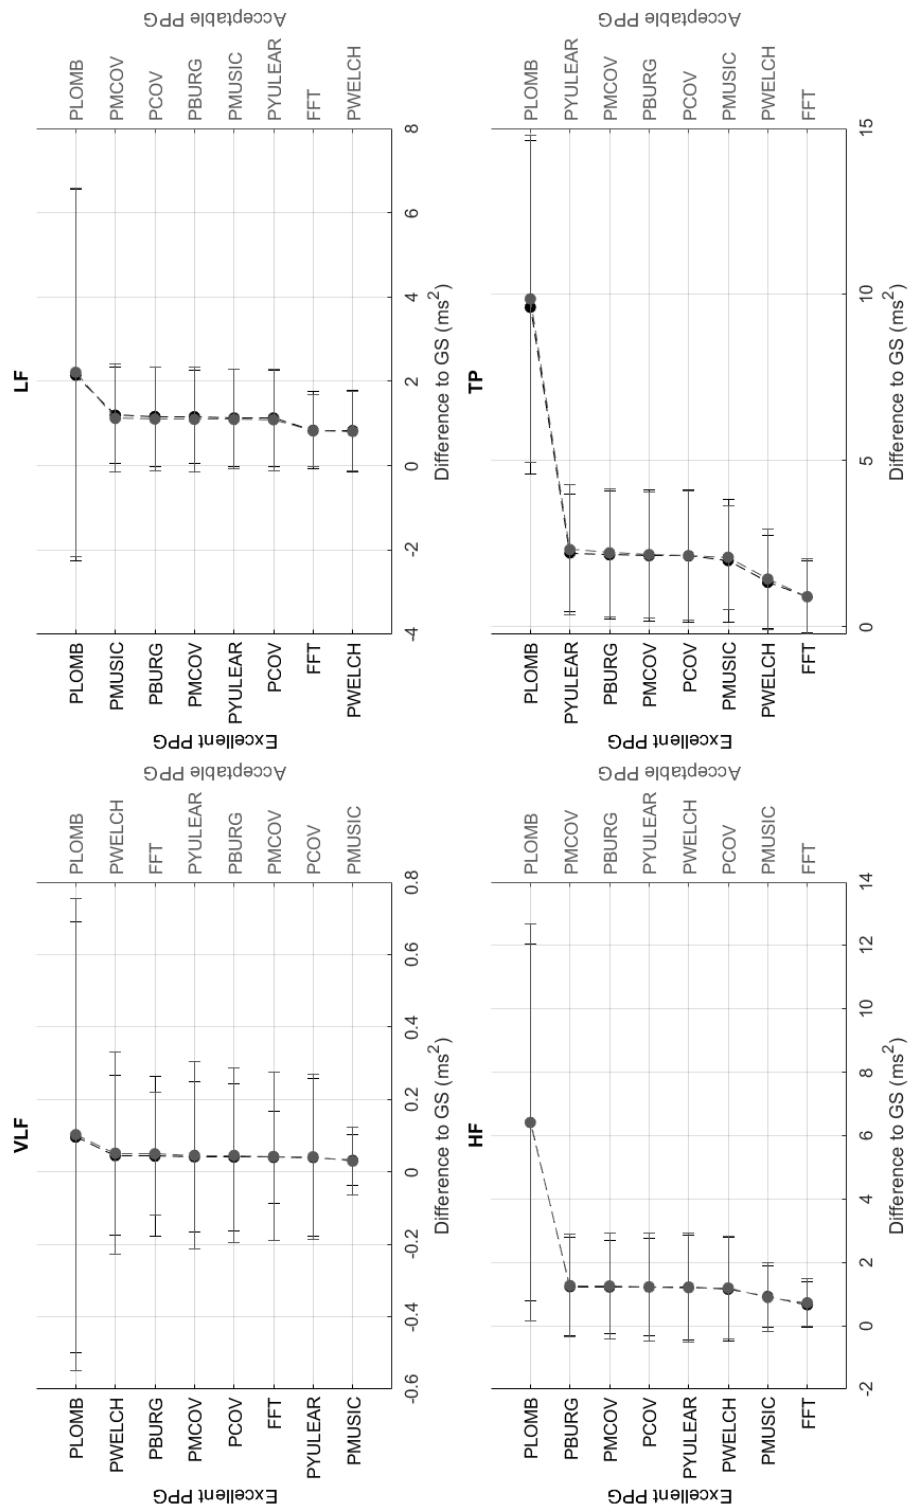 VLF
Acceptable PPG
PLOMB
PWELCH
FFT
PYULEAR
PBURG
PMCOV
PCOV
PMUSIC
-0.6
-0.4
-0.2
0
0.2
0.4
0.6
0.8
Difference to GS (ms²)
PLOMB
PWELCH
PBURG
PMCOV
PCOV
FFT
PYULEAR
PMUSIC
Excellent PPG
LF
Acceptable PPG
PLOMB
PMCOV
PCOV
PBURG
PMUSIC
PYULEAR
FFT
PWELCH
-4
-2
0
2
4
6
8
Difference to GS (ms²)
PLOMB
PMUSIC
PBURG
PMCOV
PYULEAR
PCOV
FFT
PWELCH
Excellent PPG
HF
Acceptable PPG
PLOMB
PMCOV
PBURG
PYULEAR
PWELCH
PCOV
PMUSIC
FFT
-2
0
2
4
6
8
10
12
14
Difference to GS (ms²)
PLOMB
PBURG
PMCOV
PCOV
PYULEAR
PWELCH
PMUSIC
FFT
Excellent PPG
TP
Acceptable PPG
PLOMB
PYULEAR
PMCOV
PBURG
PCOV
PMUSIC
PWELCH
FFT
0
5
10
15
Difference to GS (ms²)
PLOMB
PYULEAR
PBURG
PMCOV
PCOV
PMUSIC
PWELCH
FFT
Excellent PPG